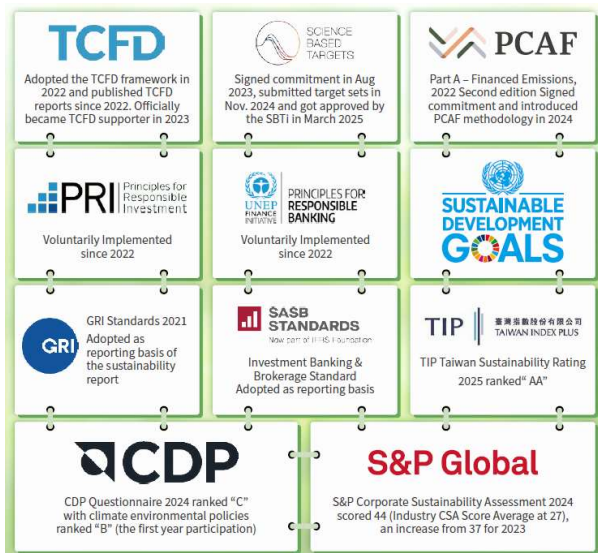 TCFD
Adopted the TCFD framework in
2022 and published TCFD
reports since 2022. Officially
became TCFD supporter in 2023
SCIENCE
BASED
TARGETS
Signed commitment in Aug
2023, submitted target sets in
Nov. 2024 and got approved by
the SBTi in March 2025
PCAF
Part A – Financed Emissions,
2022 Second edition Signed
commitment and introduced
PCAF methodology in 2024
PRI Principles for
Responsible
Investment
Voluntarily Implemented
since 2022
UNEP
FINANCE
INITIATIVE
PRINCIPLES FOR
RESPONSIBLE
BANKING
Voluntarily Implemented
since 2022
SUSTAINABLE
DEVELOPMENT
GOALS
GRI
GRI Standards 2021
Adopted as
reporting basis of
the sustainability
report
SASB
STANDARDS
Now part of IFRS Foundation
Investment Banking &
Brokerage Standard
Adopted as reporting basis
TIP
臺灣指數股份有限公司
TAIWAN INDEX PLUS
TIP Taiwan Sustainability Rating
2025 ranked“ AA”
CDP
CDP Questionnaire 2024 ranked “C”
with climate environmental policies
ranked “B” (the first year participation)
S&P Global
S&P Corporate Sustainability Assessment 2024
scored 44 (Industry CSA Score Average at 27),
an increase from 37 for 2023